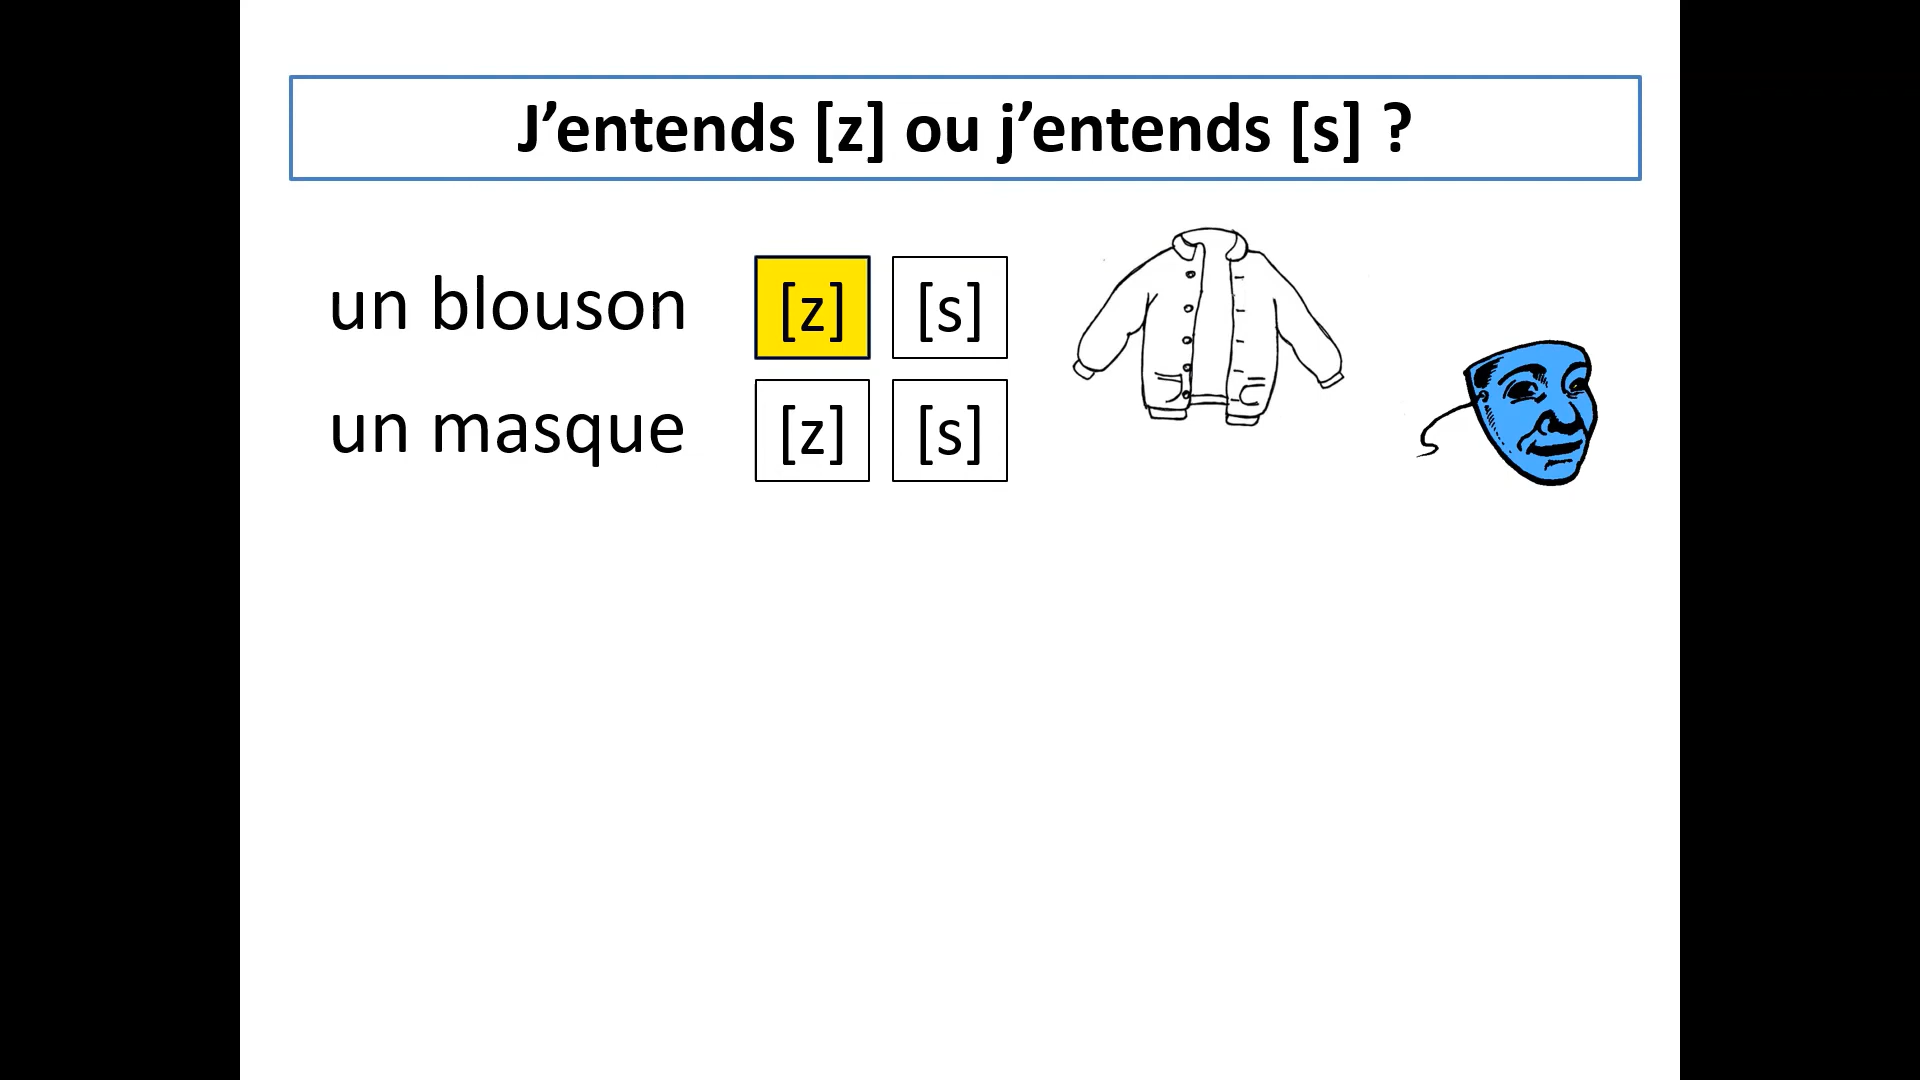 J’entends [z] ou j’entends [s] ?
un blouson [z] [s]
un masque [z] [s]